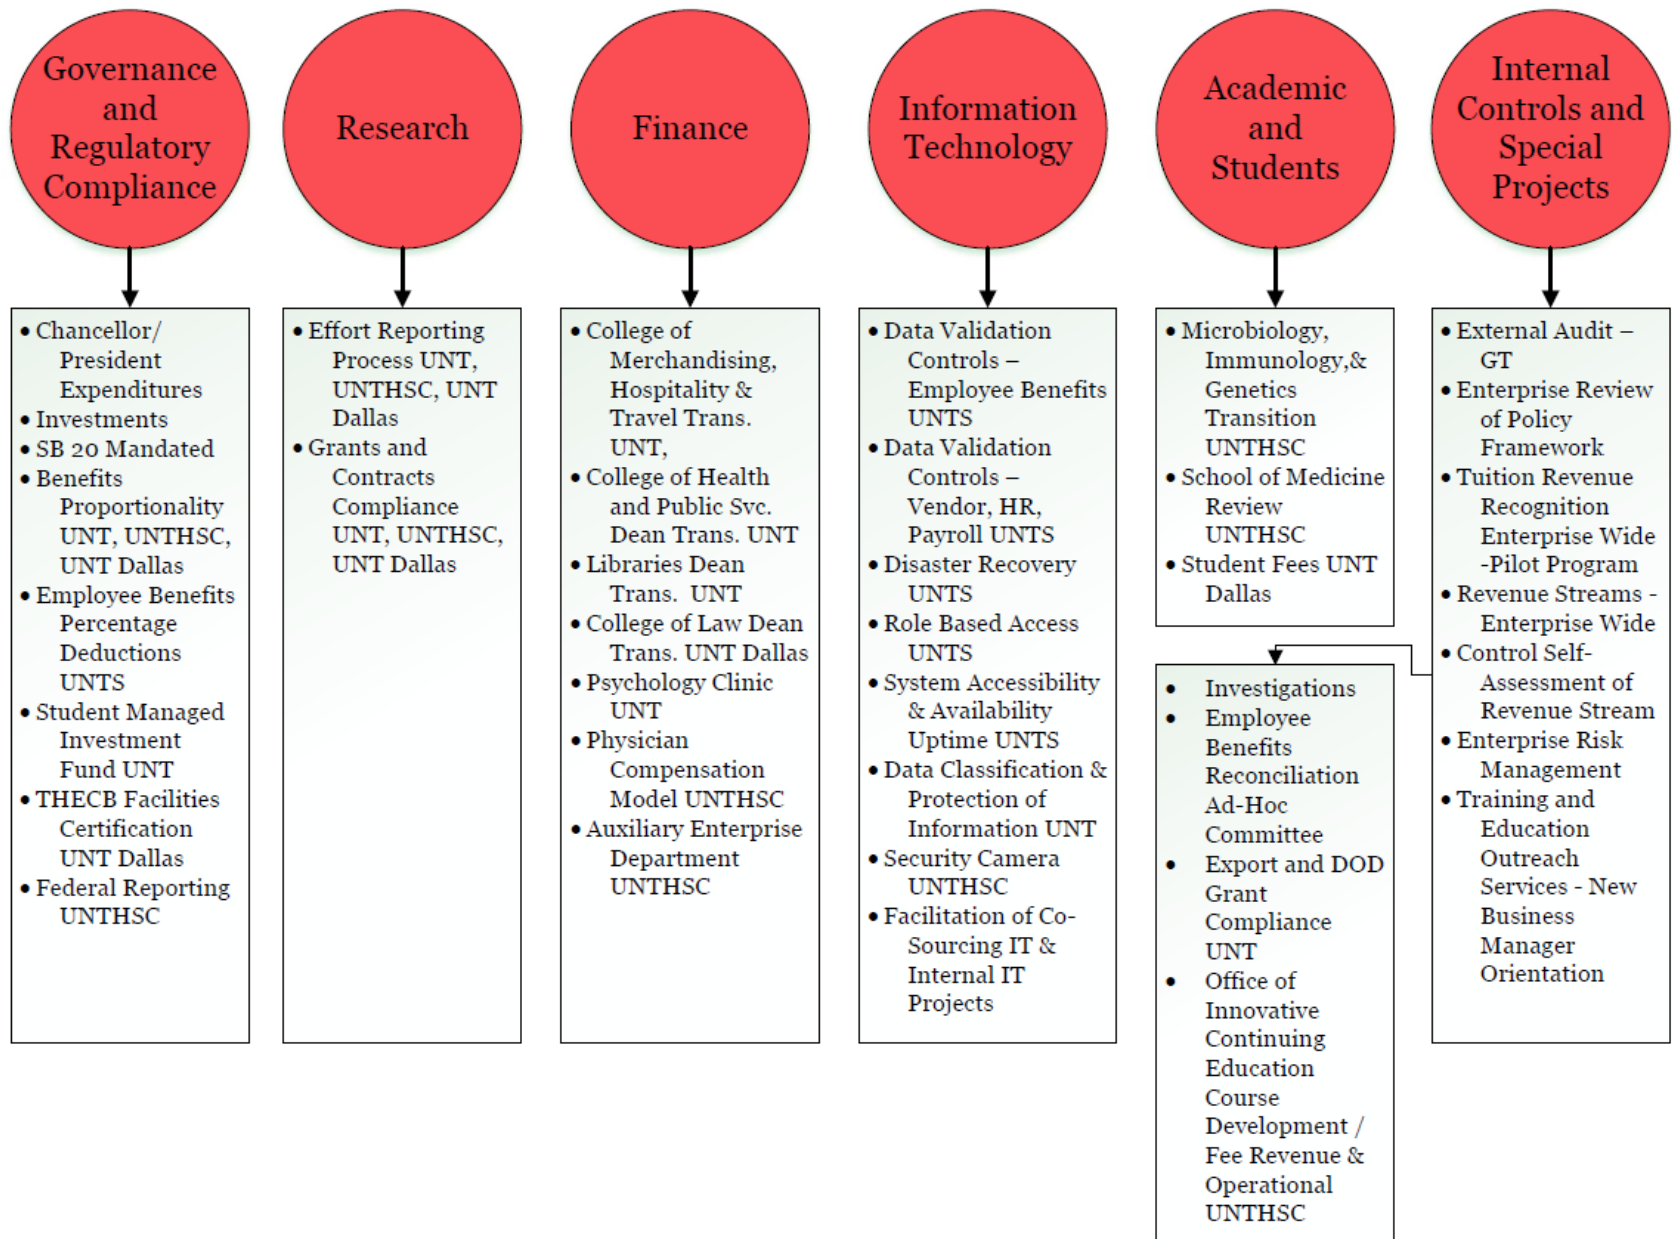 Governance
and
Regulatory
Compliance
• Chancellor/
President
Expenditures
• Investments
• SB 20 Mandated
• Benefits
Proportionality
UNT, UNTHSC,
UNT Dallas
• Employee Benefits
Percentage
Deductions
UNTS
• Student Managed
Investment
Fund UNT
• THECB Facilities
Certification
UNT Dallas
• Federal Reporting
UNTHSC
Research
• Effort Reporting
Process UNT,
UNTHSC, UNT
Dallas
• Grants and
Contracts
Compliance
UNT, UNTHSC,
UNT Dallas
Finance
• College of
Merchandising,
Hospitality &
Travel Trans.
UNT,
• College of Health
and Public Svc.
Dean Trans. UNT
• Libraries Dean
Trans. UNT
• College of Law Dean
Trans. UNT Dallas
• Psychology Clinic
UNT
• Physician
Compensation
Model UNTHSC
• Auxiliary Enterprise
Department
UNTHSC
Information
Technology
• Data Validation
Controls –
Employee Benefits
UNTS
• Data Validation
Controls –
Vendor, HR,
Payroll UNTS
• Disaster Recovery
UNTS
• Role Based Access
UNTS
• System Accessibility
& Availability
Uptime UNTS
• Data Classification &
Protection of
Information UNT
• Security Camera
UNTHSC
• Facilitation of Co-
Sourcing IT &
Internal IT
Projects
Academic
and
Students
• Microbiology,
Immunology,&
Genetics
Transition
UNTHSC
• School of Medicine
Review
UNTHSC
• Student Fees UNT
Dallas
Internal
Controls and
Special
Projects
• External Audit –
GT
• Enterprise Review
of Policy
Framework
• Tuition Revenue
Recognition
Enterprise Wide
-Pilot Program
• Revenue Streams -
Enterprise Wide
• Control Self-
Assessment of
Revenue Stream
• Enterprise Risk
Management
• Training and
Education
Outreach
Services - New
Business
Manager
Orientation
• Investigations
• Employee
Benefits
Reconciliation
Ad-Hoc
Committee
• Export and DOD
Grant
Compliance
UNT
• Office of
Innovative
Continuing
Education
Course
Development /
Fee Revenue &
Operational
UNTHSC